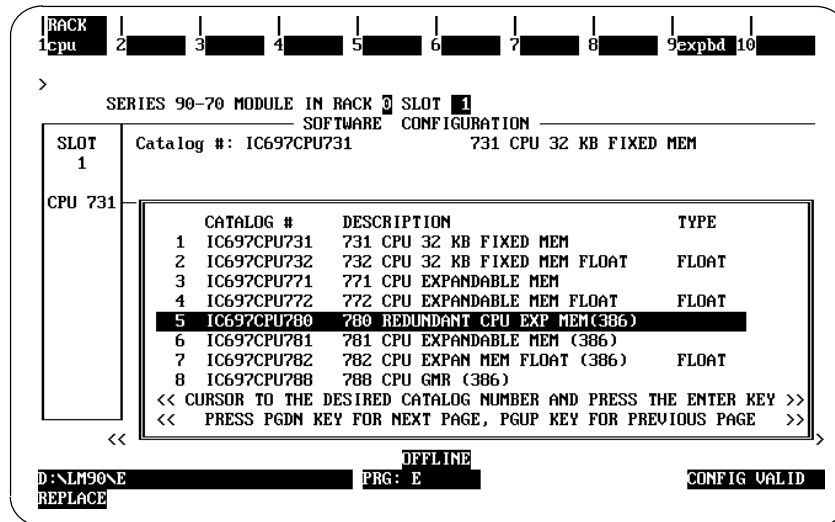 RACK
1cpu 2 3 4 5 6 7 8 9expbd 10
>
SERIES 90-70 MODULE IN RACK 0 SLOT 1
SOFTWARE CONFIGURATION
SLOT Catalog #: IC697CPU731 731 CPU 32 KB FIXED MEM
1
CPU 731
CATALOG # DESCRIPTION TYPE
1 IC697CPU731 731 CPU 32 KB FIXED MEM
2 IC697CPU732 732 CPU 32 KB FIXED MEM FLOAT FLOAT
3 IC697CPU771 771 CPU EXPANDABLE MEM
4 IC697CPU772 772 CPU EXPANDABLE MEM FLOAT FLOAT
5 IC697CPU780 780 REDUNDANT CPU EXP MEM(386)
6 IC697CPU781 781 CPU EXPANDABLE MEM (386)
7 IC697CPU782 782 CPU EXPAN MEM FLOAT (386) FLOAT
8 IC697CPU788 788 CPU GMR (386)
<< CURSOR TO THE DESIRED CATALOG NUMBER AND PRESS THE ENTER KEY >>
<< PRESS PGDN KEY FOR NEXT PAGE, PGUP KEY FOR PREVIOUS PAGE >>
<< >
OFFLINE
D:\LM90\E PRG: E CONFIG VALID
REPLACE